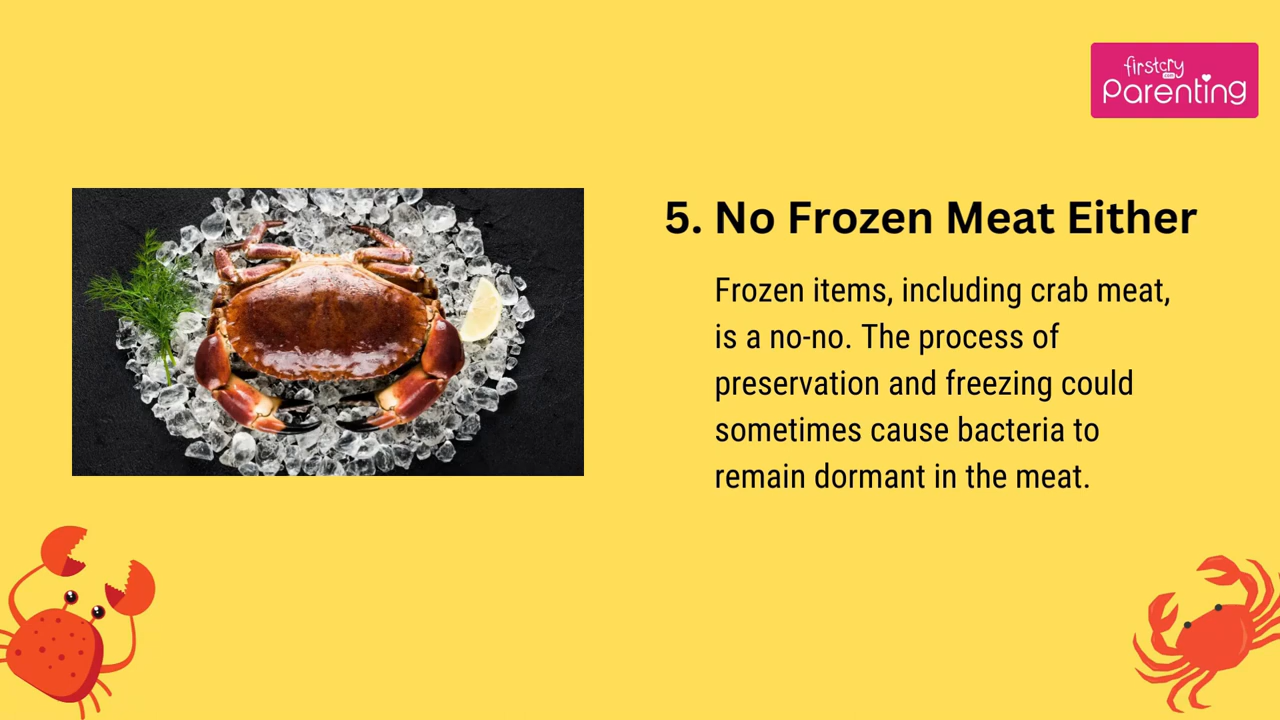 firstcry
.com
Parenting
5. No Frozen Meat Either
Frozen items, including crab meat,
is a no-no. The process of
preservation and freezing could
sometimes cause bacteria to
remain dormant in the meat.